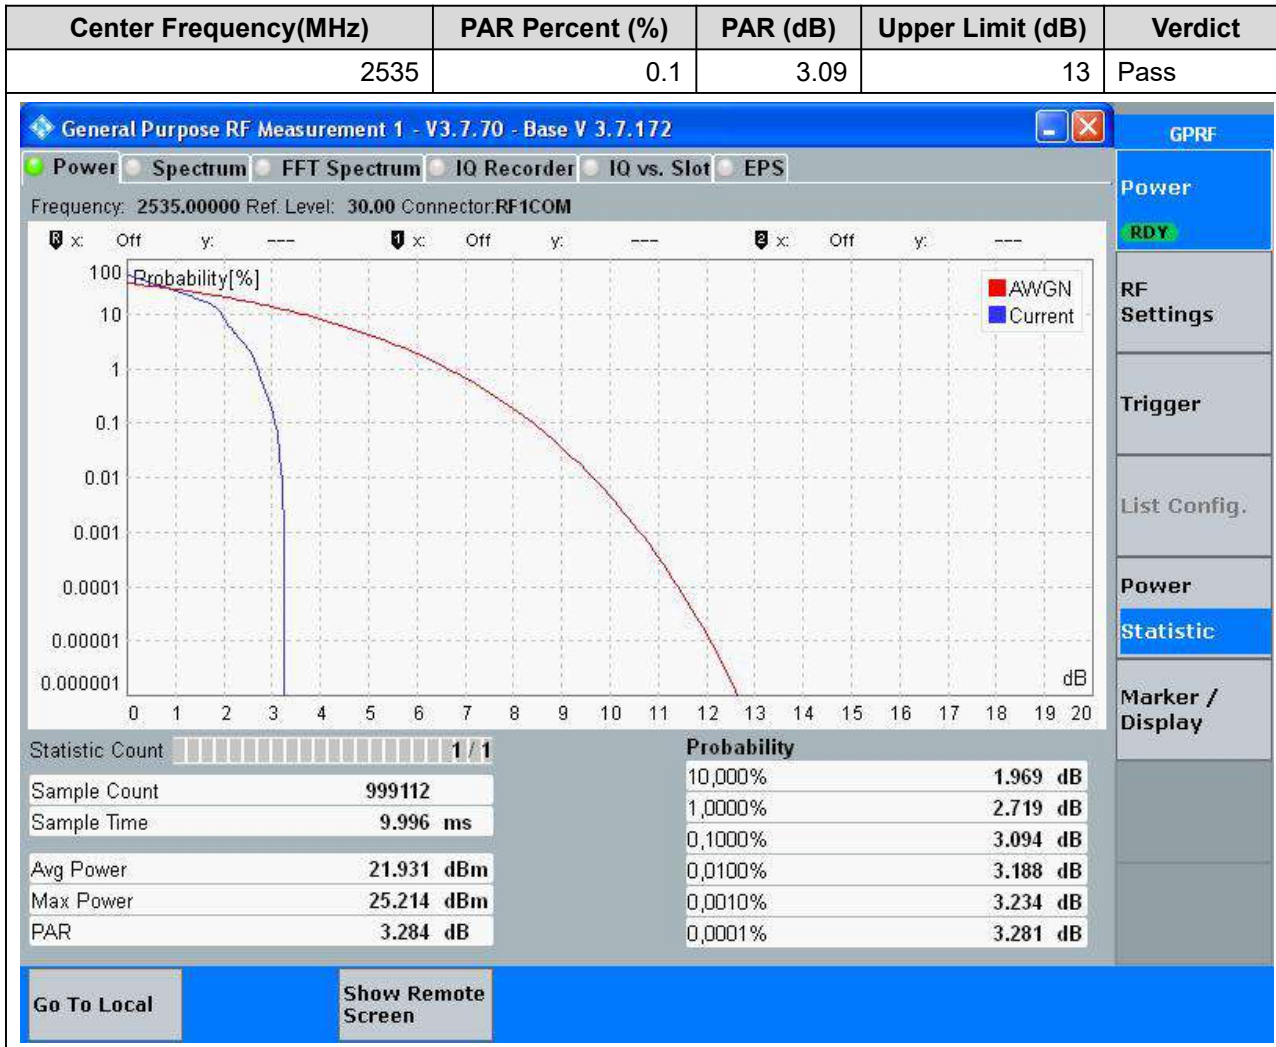 Center Frequency(MHz) PAR Percent (%) PAR (dB) Upper Limit (dB) Verdict
2535 0.1 3.09 13 Pass
General Purpose RF Measurement 1 - V3.7.70 - Base V 3.7.172
GPRF
Power Spectrum FFT Spectrum IQ Recorder IQ vs. Slot EPS
Frequency: 2535.00000 Ref. Level: 30.00 Connector:RF1COM
R x: Off y: --- 1 x: Off y: --- 2 x: Off y: ---
Probability[%]
AWGN
Current
100
10
1
0.1
0.01
0.001
0.0001
0.00001
0.000001
dB
0 1 2 3 4 5 6 7 8 9 10 11 12 13 14 15 16 17 18 19 20
Statistic Count 1 / 1
Sample Count 999112
Sample Time 9.996 ms
Avg Power 21.931 dBm
Max Power 25.214 dBm
PAR 3.284 dB
Probability
10,000% 1.969 dB
1,0000% 2.719 dB
0,1000% 3.094 dB
0,0100% 3.188 dB
0,0010% 3.234 dB
0,0001% 3.281 dB
Power
RDY
RF
Settings
Trigger
List Config.
Power
Statistic
Marker /
Display
Go To Local
Show Remote
Screen